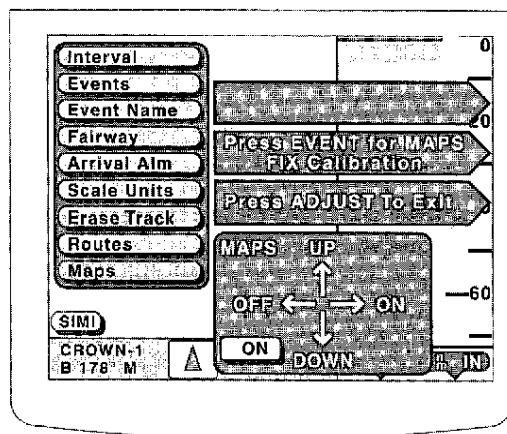 Interval
Events
Event Name
Fairway
Arrival Alm
Scale Units
Erase Track
Routes
Maps
SIMI
CROWN-1
B 178° M
0
20
Press EVENT for MAPS
FIX Calibration
Press ADJUST To Exit
MAPS UP
OFF ON
ON
DOWN
60
IN